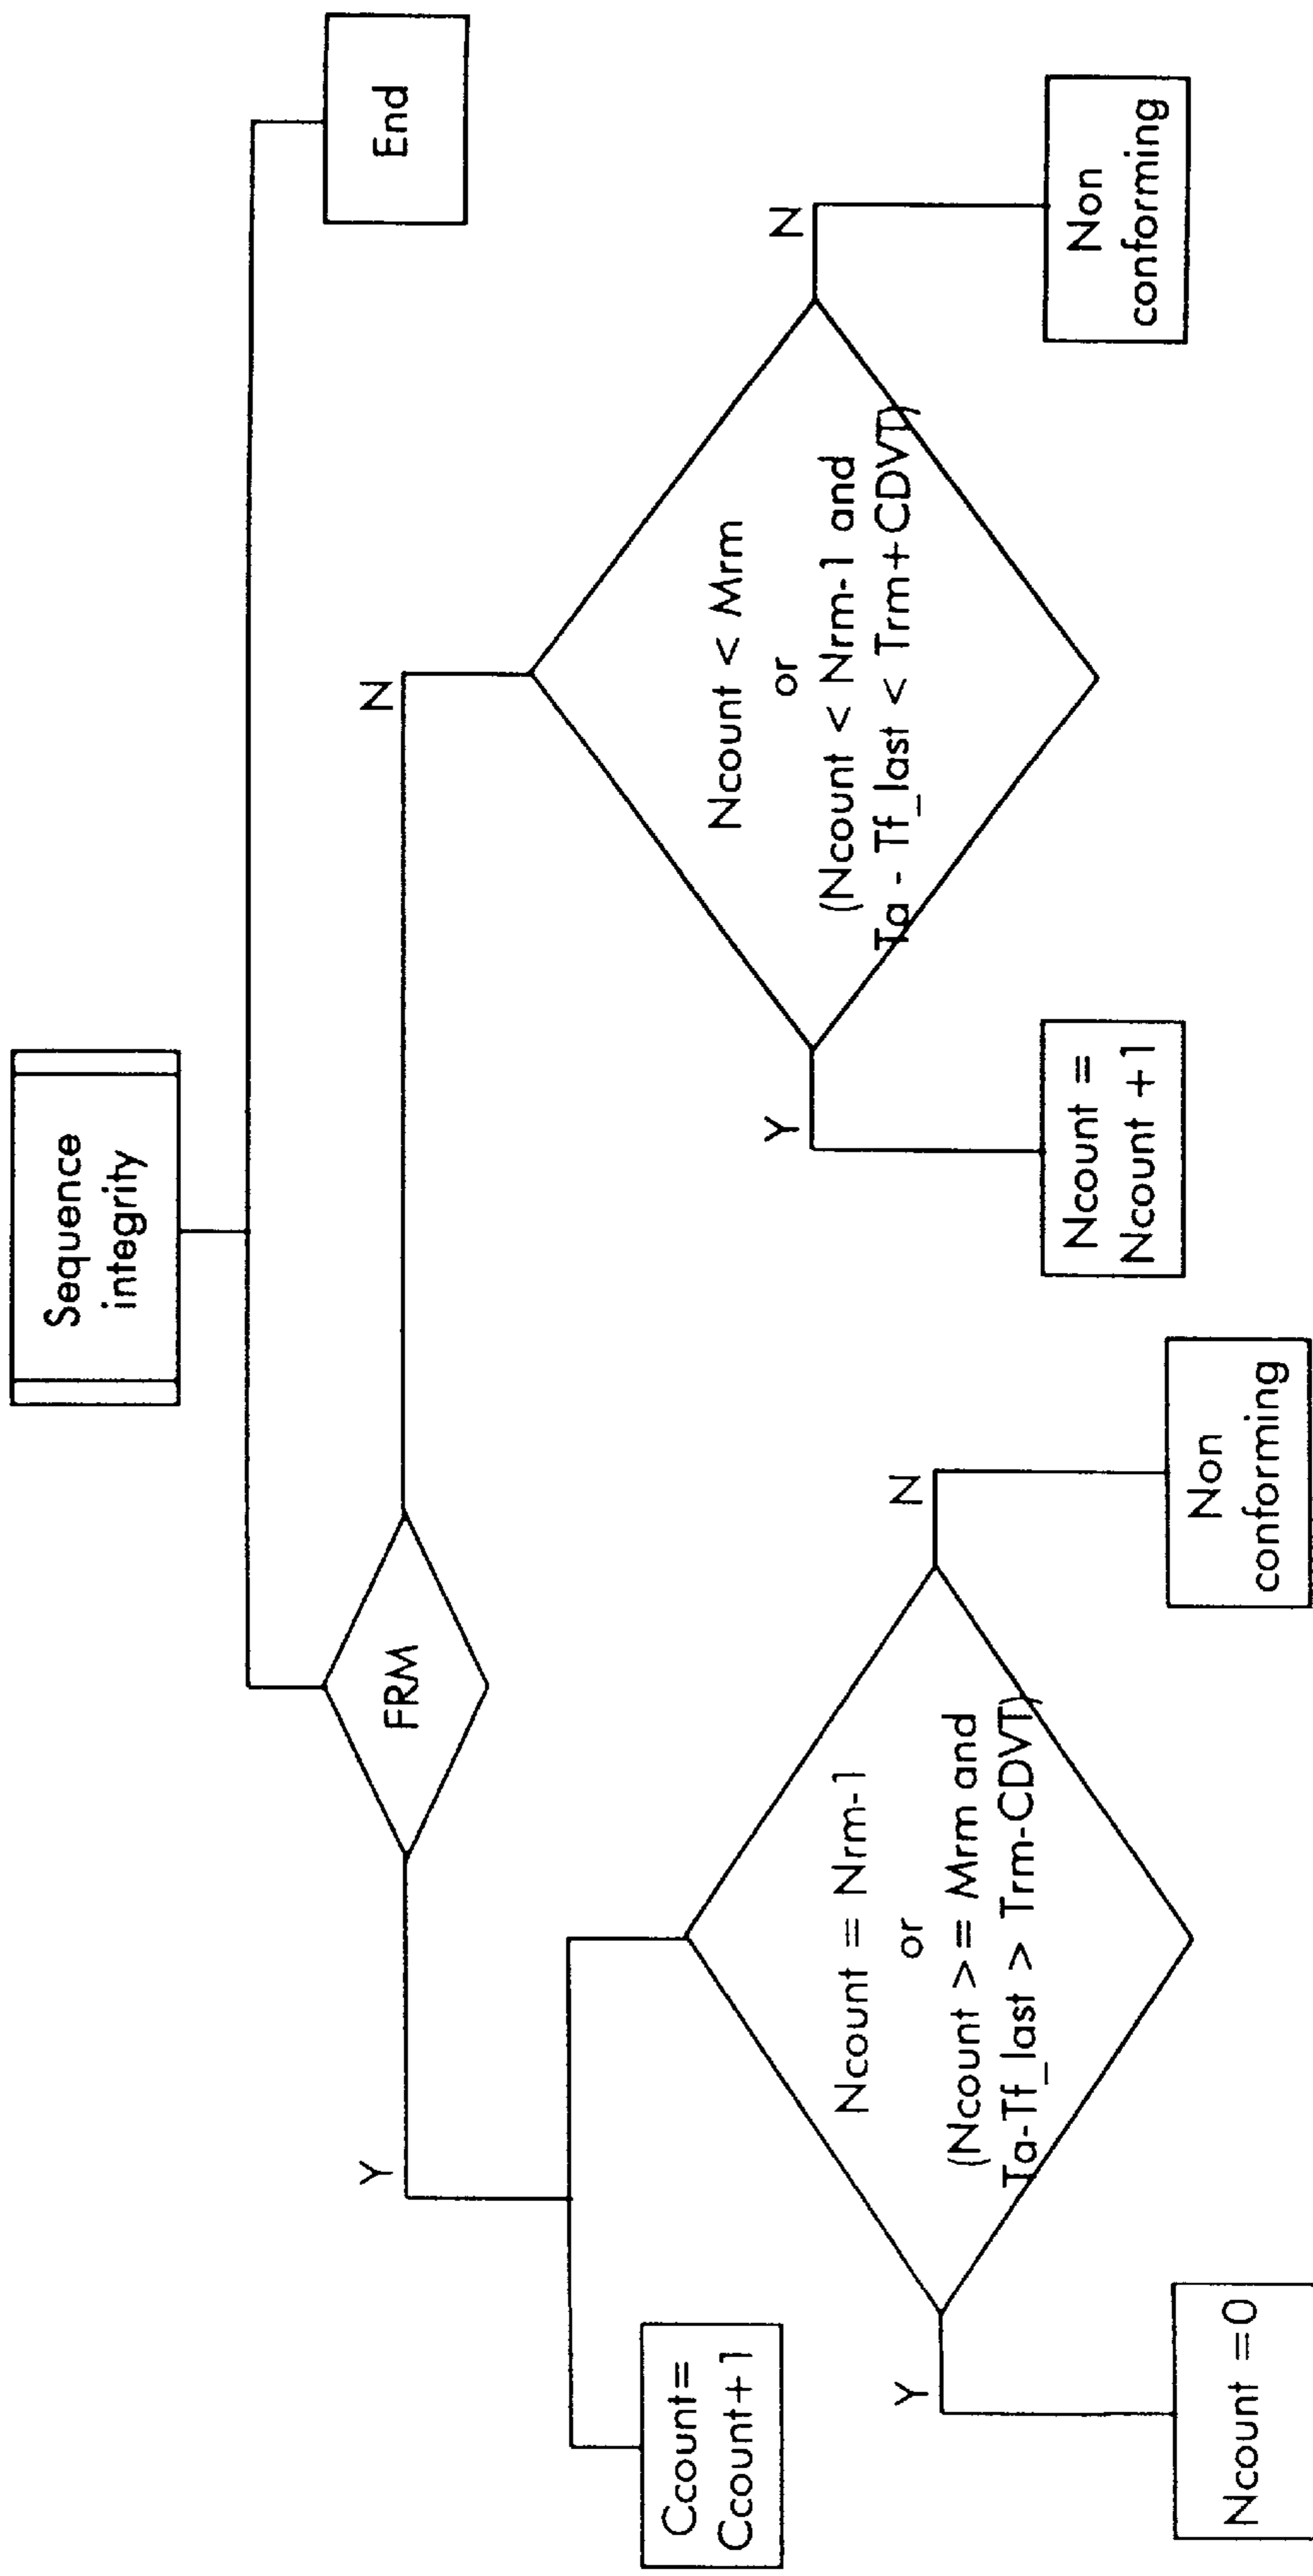 Sequence
integrity
FRM
End
Y
N
Ccount=
Ccount+1
Ncount = Nrm-1
or
(Ncount >= Mrm and
Ta-Tf_last > Trm-CDVT)
Y
N
Ncount =0
Non
conforming
Ncount < Mrm
or
(Ncount < Nrm-1 and
Ta - Tf_last < Trm+CDVT)
Y
N
Ncount =
Ncount +1
Non
conforming